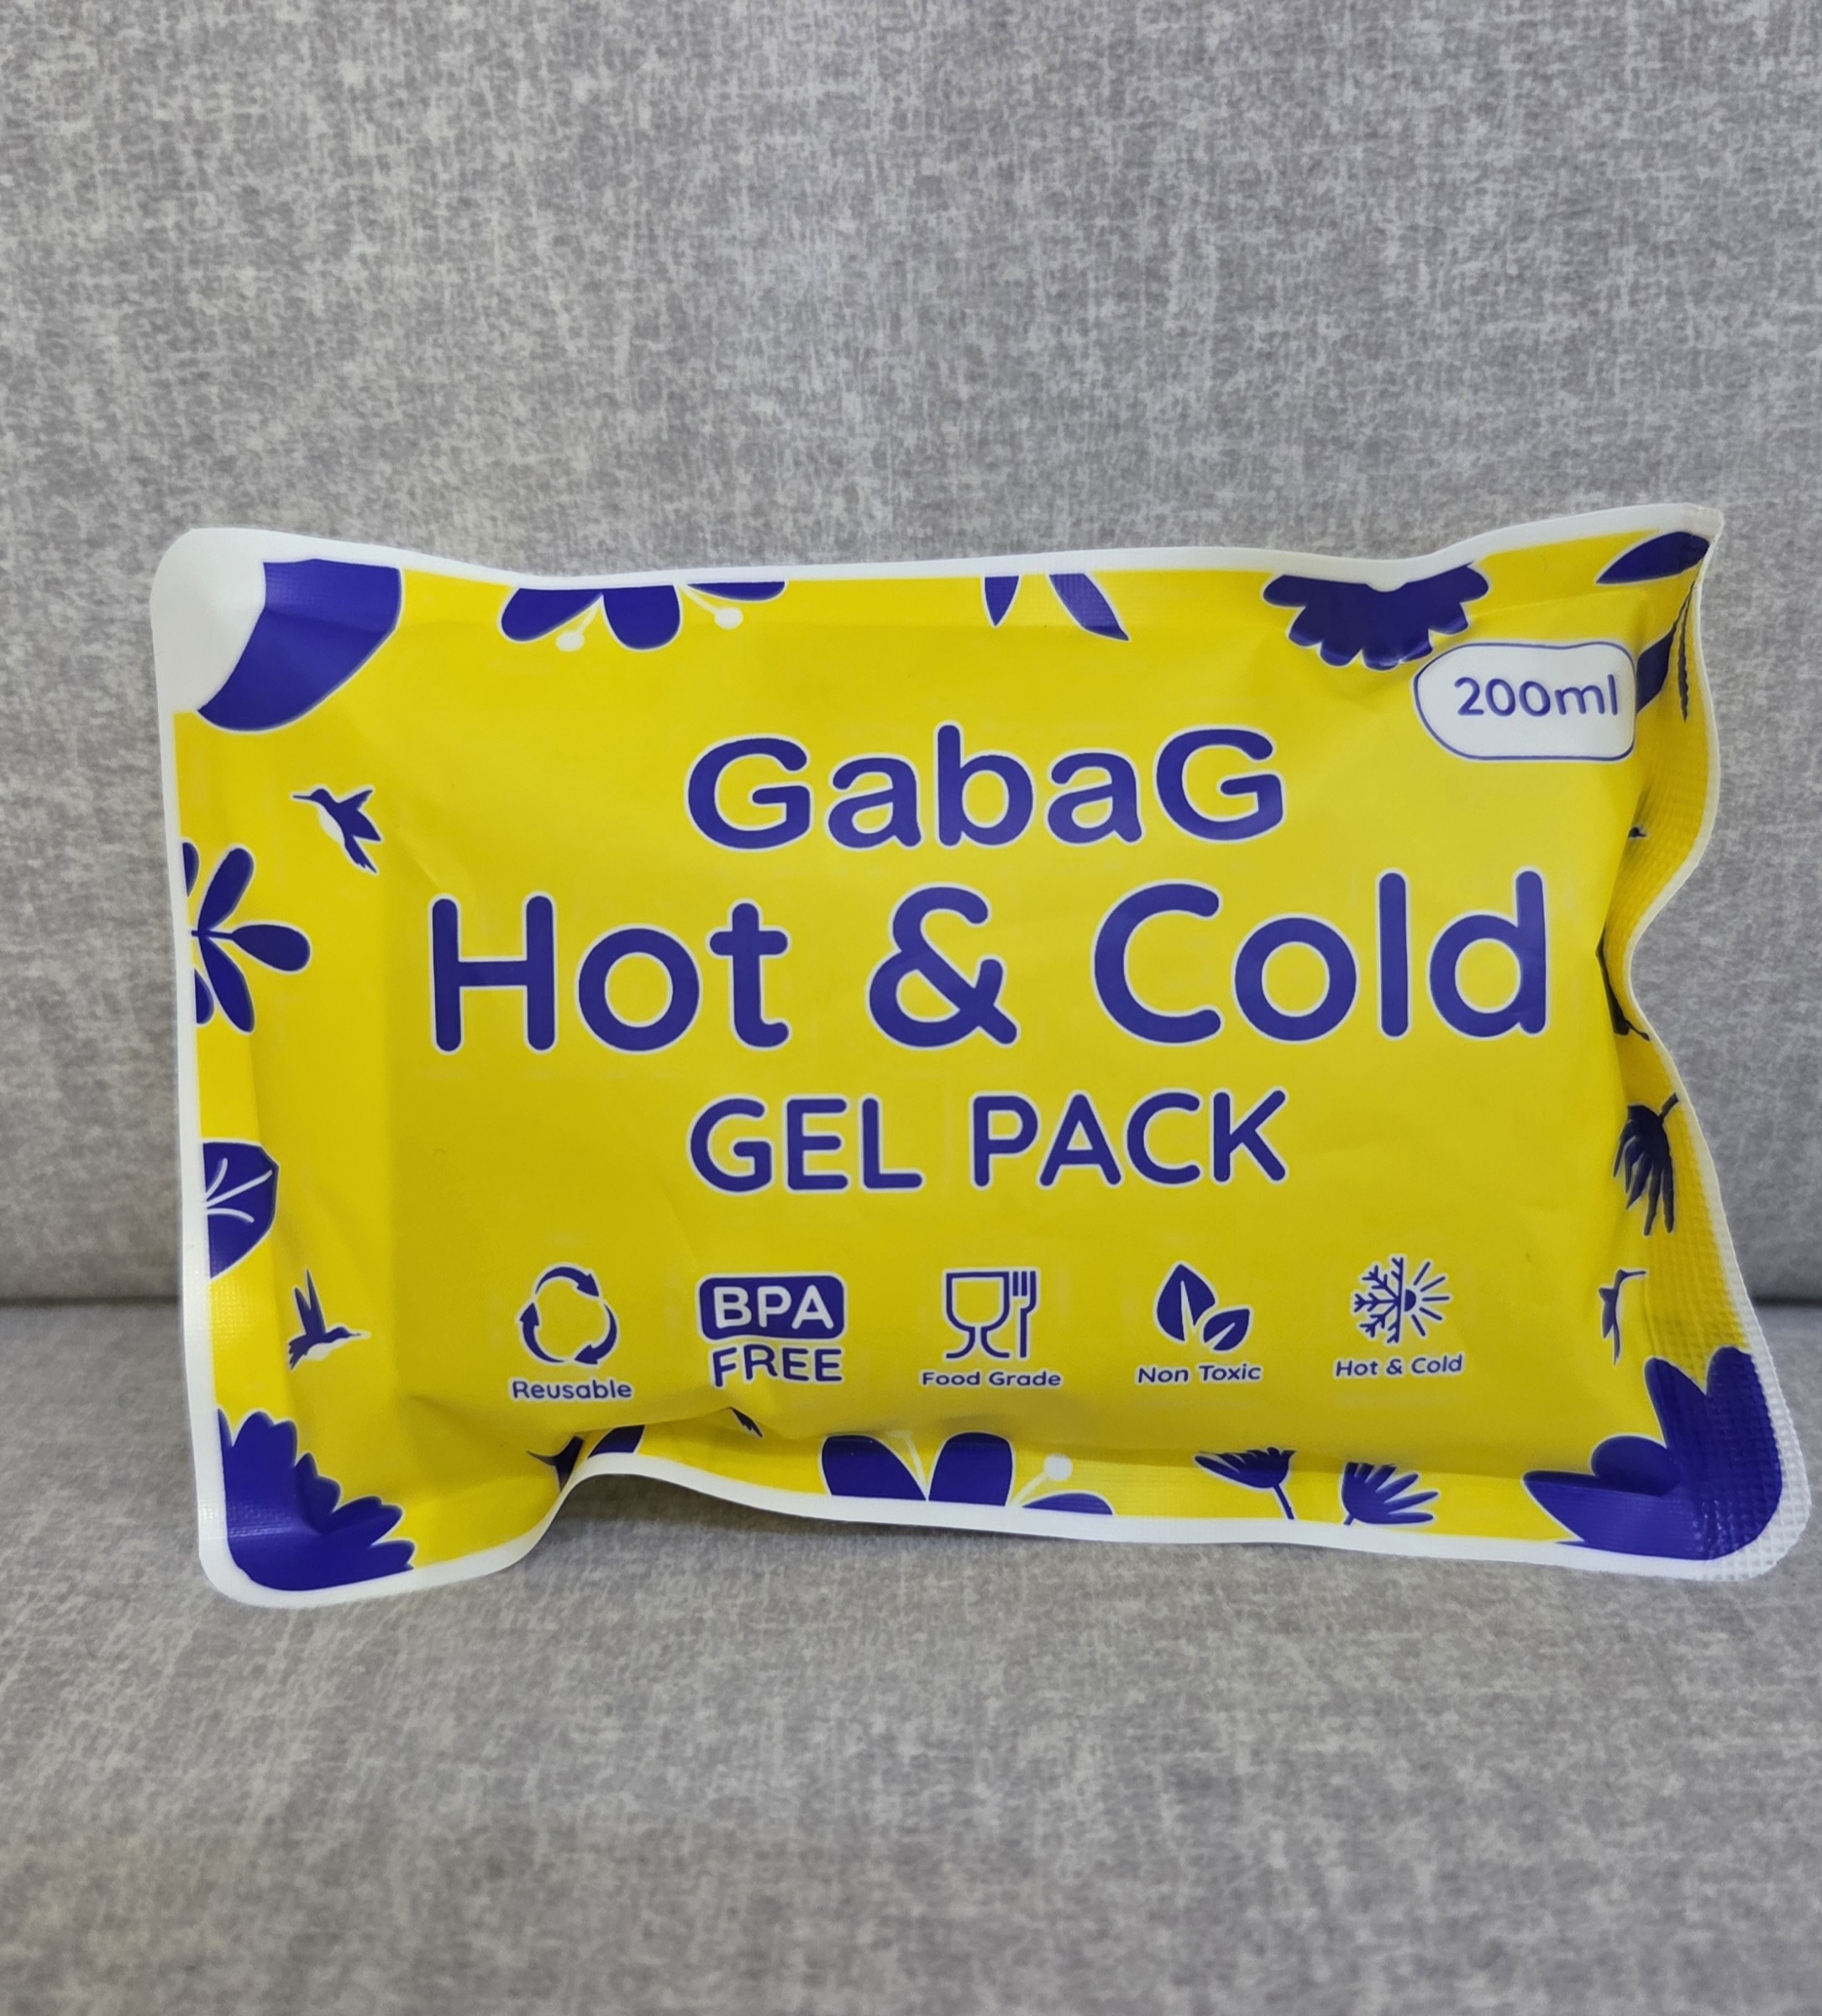 200ml
GabaG
Hot & Cold
GEL PACK
Reusable
BPA
FREE
Food Grade
Non Toxic
Hot & Cold